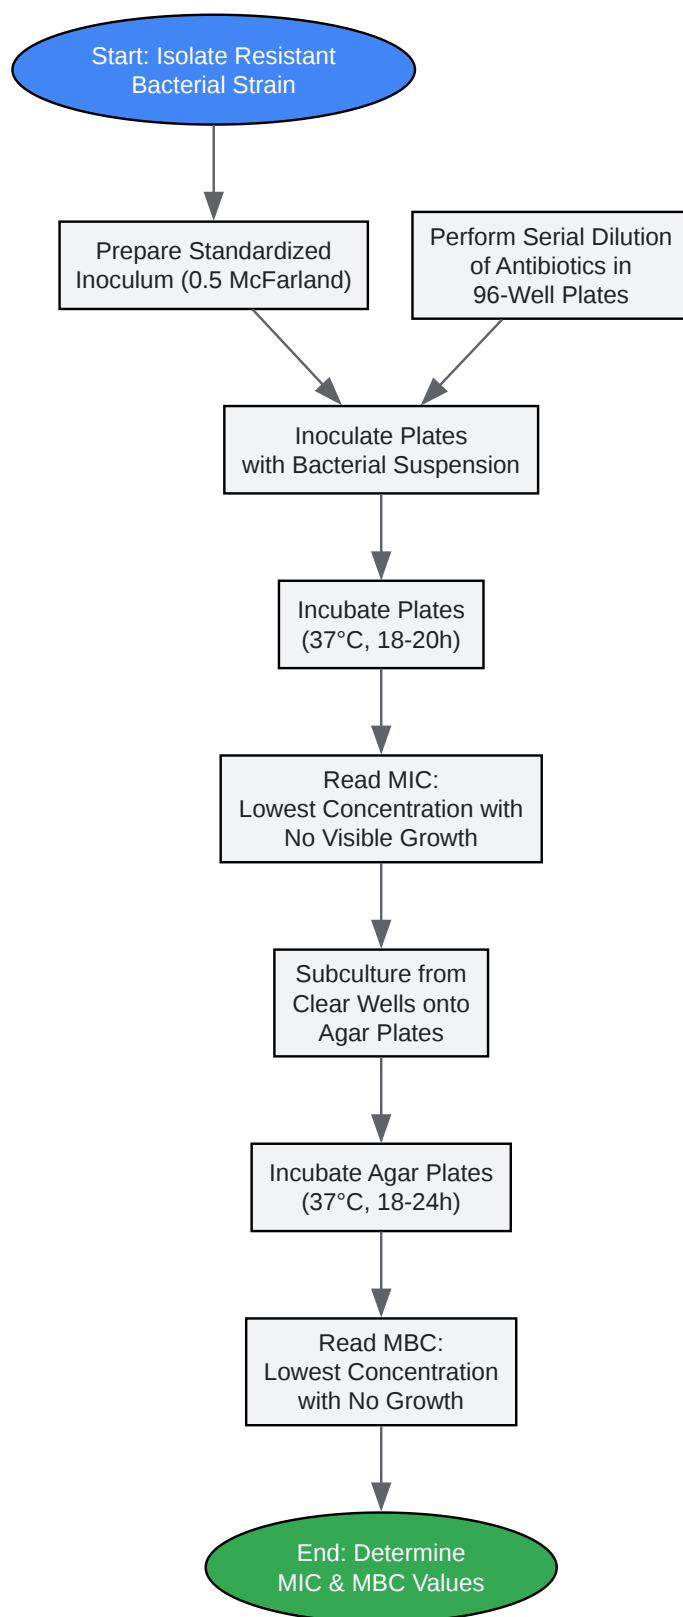 Start: Isolate Resistant
Bacterial Strain
Prepare Standardized
Inoculum (0.5 McFarland)
Perform Serial Dilution
of Antibiotics in
96-Well Plates
Inoculate Plates
with Bacterial Suspension
Incubate Plates
(37°C, 18-20h)
Read MIC:
Lowest Concentration with
No Visible Growth
Subculture from
Clear Wells onto
Agar Plates
Incubate Agar Plates
(37°C, 18-24h)
Read MBC:
Lowest Concentration
with No Growth
End: Determine
MIC & MBC Values